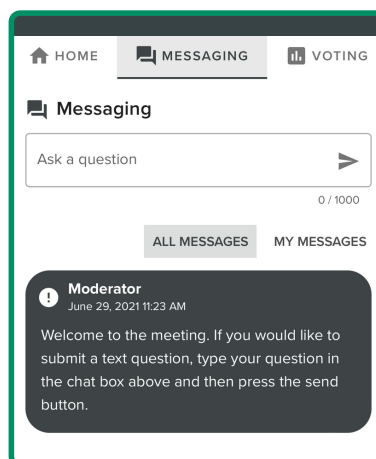 HOME MESSAGING VOTING
Messaging
Ask a question
0 / 1000
ALL MESSAGES MY MESSAGES
Moderator
June 29, 2021 11:23 AM
Welcome to the meeting. If you would like to
submit a text question, type your question in
the chat box above and then press the send
button.